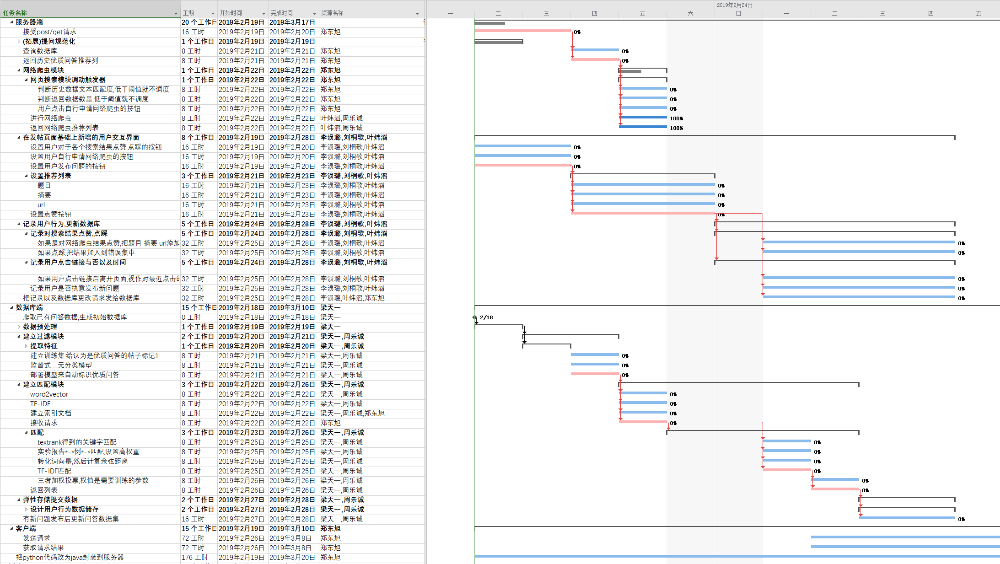 2019年2月24日
任务名称 工期 开始时间 完成时间 资源名称 一 二 三 四 五 六 日 一 二 三 四 五
服务器端 20 个工作日 2019年2月19日 2019年3月17日
接受post/get请求 16 工时 2019年2月19日 2019年2月20日 郑东旭 0%
(拓展)提问规范化 1 个工作日 2019年2月19日 2019年2月19日
查询数据库 8 工时 2019年2月21日 2019年2月21日 郑东旭 0%
返回历史优质问答推荐列 8 工时 2019年2月21日 2019年2月21日 郑东旭 0%
网络爬虫模块 1 个工作日 2019年2月22日 2019年2月22日 郑东旭
网页搜索模块调动触发器 1 个工作日 2019年2月22日 2019年2月22日 郑东旭
判断历史数据文本匹配度,低于阈值就不调度 8 工时 2019年2月22日 2019年2月22日 郑东旭 0%
判断返回数据数量,低于阈值就不调度 8 工时 2019年2月22日 2019年2月22日 郑东旭 0%
用户点击自行申请网络爬虫的按钮 8 工时 2019年2月22日 2019年2月22日 郑东旭 0%
进行网络爬虫 8 工时 2019年2月22日 2019年2月22日 叶炜滔,周乐诚 100%
返回网络爬虫推荐列表 8 工时 2019年2月22日 2019年2月22日 叶炜滔,周乐诚 100%
在发帖页面基础上新增的用户交互界面 8 个工作日 2019年2月19日 2019年2月28日 李涢璐,刘桐歌,叶炜滔
设置用户对于各个搜索结果点赞,点踩的按钮 16 工时 2019年2月19日 2019年2月20日 李涢璐,刘桐歌,叶炜滔 0%
设置用户自行申请网络爬虫的按钮 16 工时 2019年2月19日 2019年2月20日 李涢璐,刘桐歌,叶炜滔 0%
设置用户发布问题的按钮 16 工时 2019年2月19日 2019年2月20日 李涢璐,刘桐歌,叶炜滔 0%
设置推荐列表 3 个工作日 2019年2月21日 2019年2月23日 李涢璐,刘桐歌,叶炜滔
题目 16 工时 2019年2月21日 2019年2月23日 李涢璐,刘桐歌,叶炜滔 0%
摘要 16 工时 2019年2月21日 2019年2月23日 李涢璐,刘桐歌,叶炜滔 0%
url 16 工时 2019年2月21日 2019年2月23日 李涢璐,刘桐歌,叶炜滔 0%
设置点赞按钮 16 工时 2019年2月21日 2019年2月23日 李涢璐,刘桐歌,叶炜滔 0%
记录用户行为,更新数据库 5 个工作日 2019年2月24日 2019年2月28日 李涢璐,刘桐歌,叶炜滔
记录对搜索结果点赞,点踩 5 个工作日 2019年2月24日 2019年2月28日 李涢璐,刘桐歌,叶炜滔
如果是对网络爬虫结果点赞,把题目 摘要 url添加 32 工时 2019年2月25日 2019年2月28日 李涢璐,刘桐歌,叶炜滔 0%
如果点踩,把结果加入到错误集中 32 工时 2019年2月25日 2019年2月28日 李涢璐,刘桐歌,叶炜滔 0%
记录用户点击链接与否以及时间 5 个工作日 2019年2月24日 2019年2月28日 李涢璐,刘桐歌,叶炜滔
如果用户点击链接后离开页面,视作对最近点击的 32 工时 2019年2月25日 2019年2月28日 李涢璐,刘桐歌,叶炜滔 0%
记录用户是否执意发布新问题 32 工时 2019年2月25日 2019年2月28日 李涢璐,刘桐歌,叶炜滔 0%
把记录以及数据库更改请求发给数据库 32 工时 2019年2月25日 2019年2月28日 李涢璐,叶炜滔,郑东旭 0%
数据库端 15 个工作日 2019年2月18日 2019年3月10日 梁天一
爬取已有问答数据,生成初始数据库 0 工时 2019年2月18日 2019年2月18日 梁天一 2/18
数据预处理 1 个工作日 2019年2月19日 2019年2月19日 梁天一
建立过滤模块 2 个工作日 2019年2月20日 2019年2月21日 梁天一,周乐诚
提取特征 1 个工作日 2019年2月20日 2019年2月20日 梁天一,周乐诚
建立训练集:给认为是优质问答的帖子标记1 8 工时 2019年2月21日 2019年2月21日 梁天一,周乐诚 0%
监督式二元分类模型 8 工时 2019年2月21日 2019年2月21日 梁天一,周乐诚 0%
部署模型来自动标识优质问答 8 工时 2019年2月21日 2019年2月21日 梁天一,周乐诚 0%
建立匹配模块 3 个工作日 2019年2月22日 2019年2月26日 梁天一,周乐诚
word2vector 8 工时 2019年2月22日 2019年2月22日 梁天一,周乐诚 0%
TF-IDF 8 工时 2019年2月22日 2019年2月22日 梁天一,周乐诚 0%
建立索引文档 8 工时 2019年2月22日 2019年2月22日 梁天一,周乐诚,郑东旭 0%
接收请求 8 工时 2019年2月22日 2019年2月22日 郑东旭 0%
匹配 3 个工作日 2019年2月23日 2019年2月26日 梁天一,周乐诚
textrank得到的关键字匹配 8 工时 2019年2月25日 2019年2月25日 梁天一,周乐诚 0%
实验报告*-*例*-*匹配,设置高权重 8 工时 2019年2月25日 2019年2月25日 梁天一,周乐诚 0%
转化词向量,然后计算余弦距离 8 工时 2019年2月25日 2019年2月25日 梁天一,周乐诚 0%
TF-IDF匹配 8 工时 2019年2月25日 2019年2月25日 梁天一,周乐诚 0%
三者加权投票,权值是需要训练的参数 8 工时 2019年2月26日 2019年2月26日 梁天一,周乐诚 0%
返回列表 8 工时 2019年2月26日 2019年2月26日 梁天一,周乐诚 0%
弹性存储提交数据 2 个工作日 2019年2月27日 2019年2月28日 梁天一,周乐诚
设计用户行为数据储存 2 个工作日 2019年2月27日 2019年2月28日 梁天一,周乐诚
有新问题发布后更新问答数据集 16 工时 2019年2月27日 2019年2月28日 梁天一,周乐诚 0%
客户端 15 个工作日 2019年2月19日 2019年3月10日 郑东旭
发送请求 72 工时 2019年2月26日 2019年3月8日 郑东旭
获取请求结果 72 工时 2019年2月26日 2019年3月8日 郑东旭
把python代码改为java封装到服务器 176 工时 2019年2月19日 2019年3月20日 郑东旭